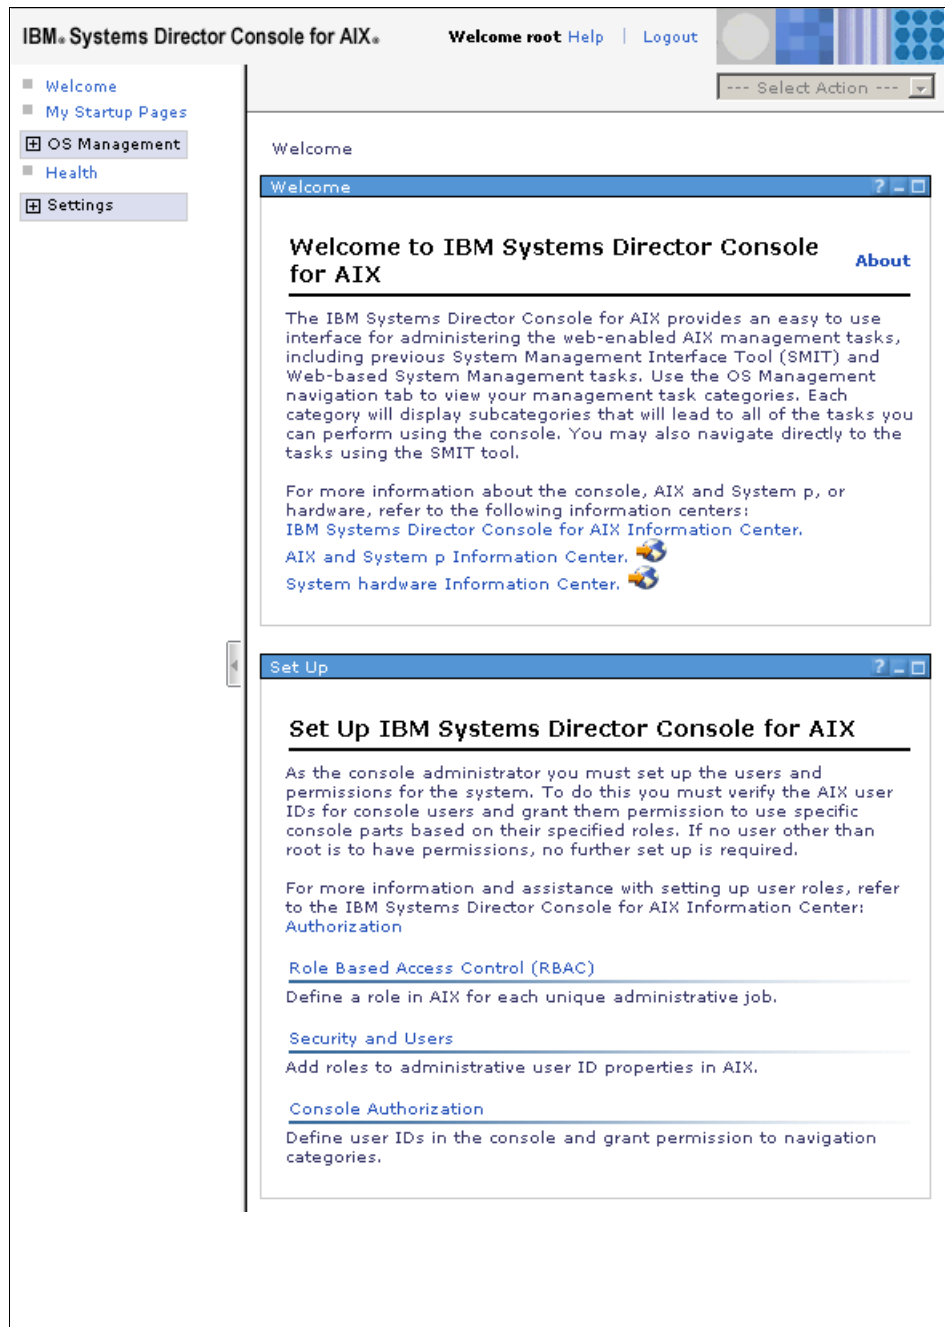 IBM® Systems Director Console for AIX®
Welcome root Help | Logout
--- Select Action ---
Welcome
My Startup Pages
OS Management
Health
Settings
Welcome
Welcome
Welcome to IBM Systems Director Console
for AIX
About
The IBM Systems Director Console for AIX provides an easy to use
interface for administering the web-enabled AIX management tasks,
including previous System Management Interface Tool (SMIT) and
Web-based System Management tasks. Use the OS Management
navigation tab to view your management task categories. Each
category will display subcategories that will lead to all of the tasks you
can perform using the console. You may also navigate directly to the
tasks using the SMIT tool.
For more information about the console, AIX and System p, or
hardware, refer to the following information centers:
IBM Systems Director Console for AIX Information Center.
AIX and System p Information Center.
System hardware Information Center.
Set Up
Set Up IBM Systems Director Console for AIX
As the console administrator you must set up the users and
permissions for the system. To do this you must verify the AIX user
IDs for console users and grant them permission to use specific
console parts based on their specified roles. If no user other than
root is to have permissions, no further set up is required.
For more information and assistance with setting up user roles, refer
to the IBM Systems Director Console for AIX Information Center:
Authorization
Role Based Access Control (RBAC)
Define a role in AIX for each unique administrative job.
Security and Users
Add roles to administrative user ID properties in AIX.
Console Authorization
Define user IDs in the console and grant permission to navigation
categories.